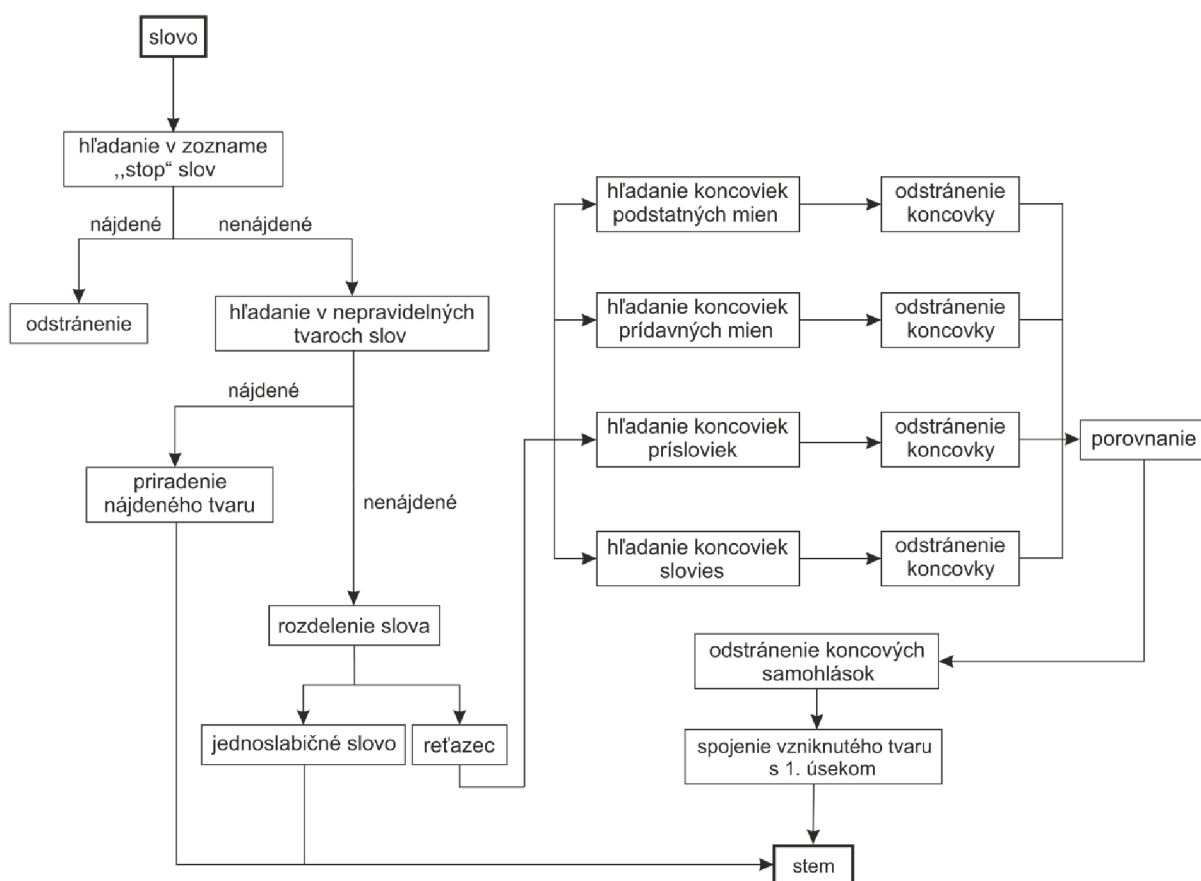 slovo
hľadanie v zozname
,,stop“ slov
nájdené
nenájdené
odstránenie
hľadanie v nepravidelných
tvaroch slov
nájdené
priradenie
nájdeného tvaru
nenájdené
rozdelenie slova
jednoslabičné slovo
reťazec
hľadanie koncoviek
podstatných mien
odstránenie
koncovky
hľadanie koncoviek
prídavných mien
odstránenie
koncovky
hľadanie koncoviek
prísloviek
odstránenie
koncovky
hľadanie koncoviek
slovies
odstránenie
koncovky
porovnanie
odstránenie koncových
samohlások
spojenie vzniknutého tvaru
s 1. úsekom
stem